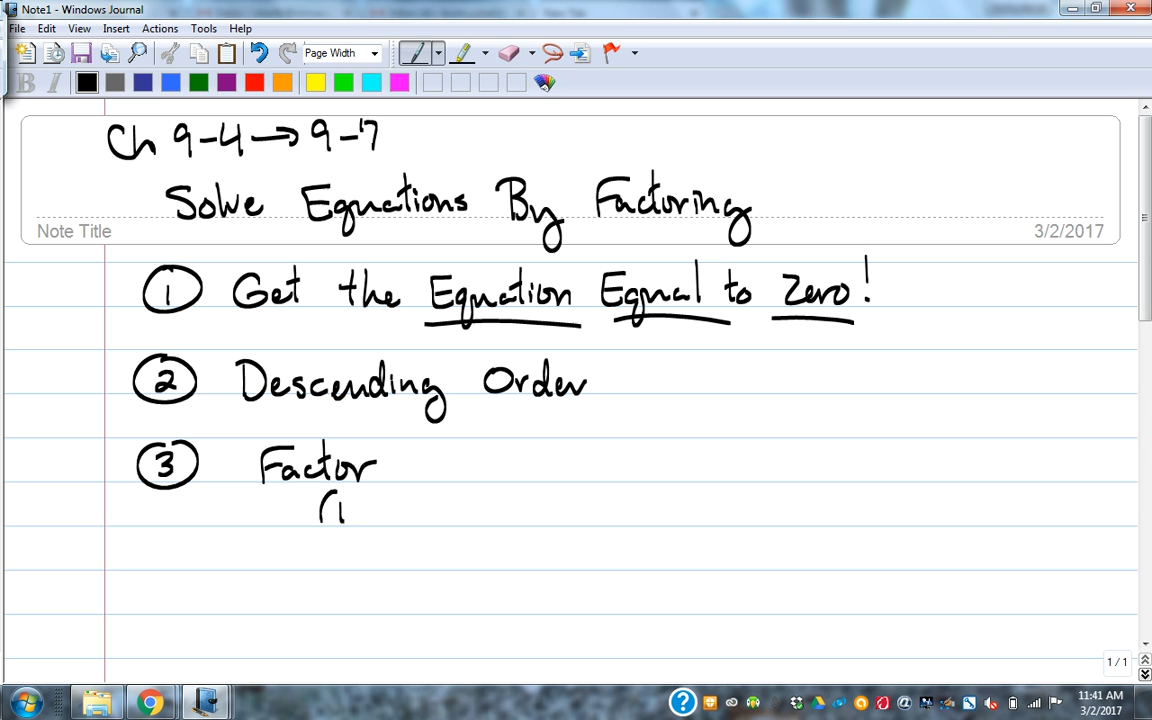 Note1 - Windows Journal
File Edit View Insert Actions Tools Help
Page Width
B I
Ch 9-4 → 9-7
Solve Equations By Factoring
Note Title 3/2/2017
① Get the Equation Equal to Zero!
② Descending Order
③ Factor
(
1 / 1
11:41 AM
3/2/2017